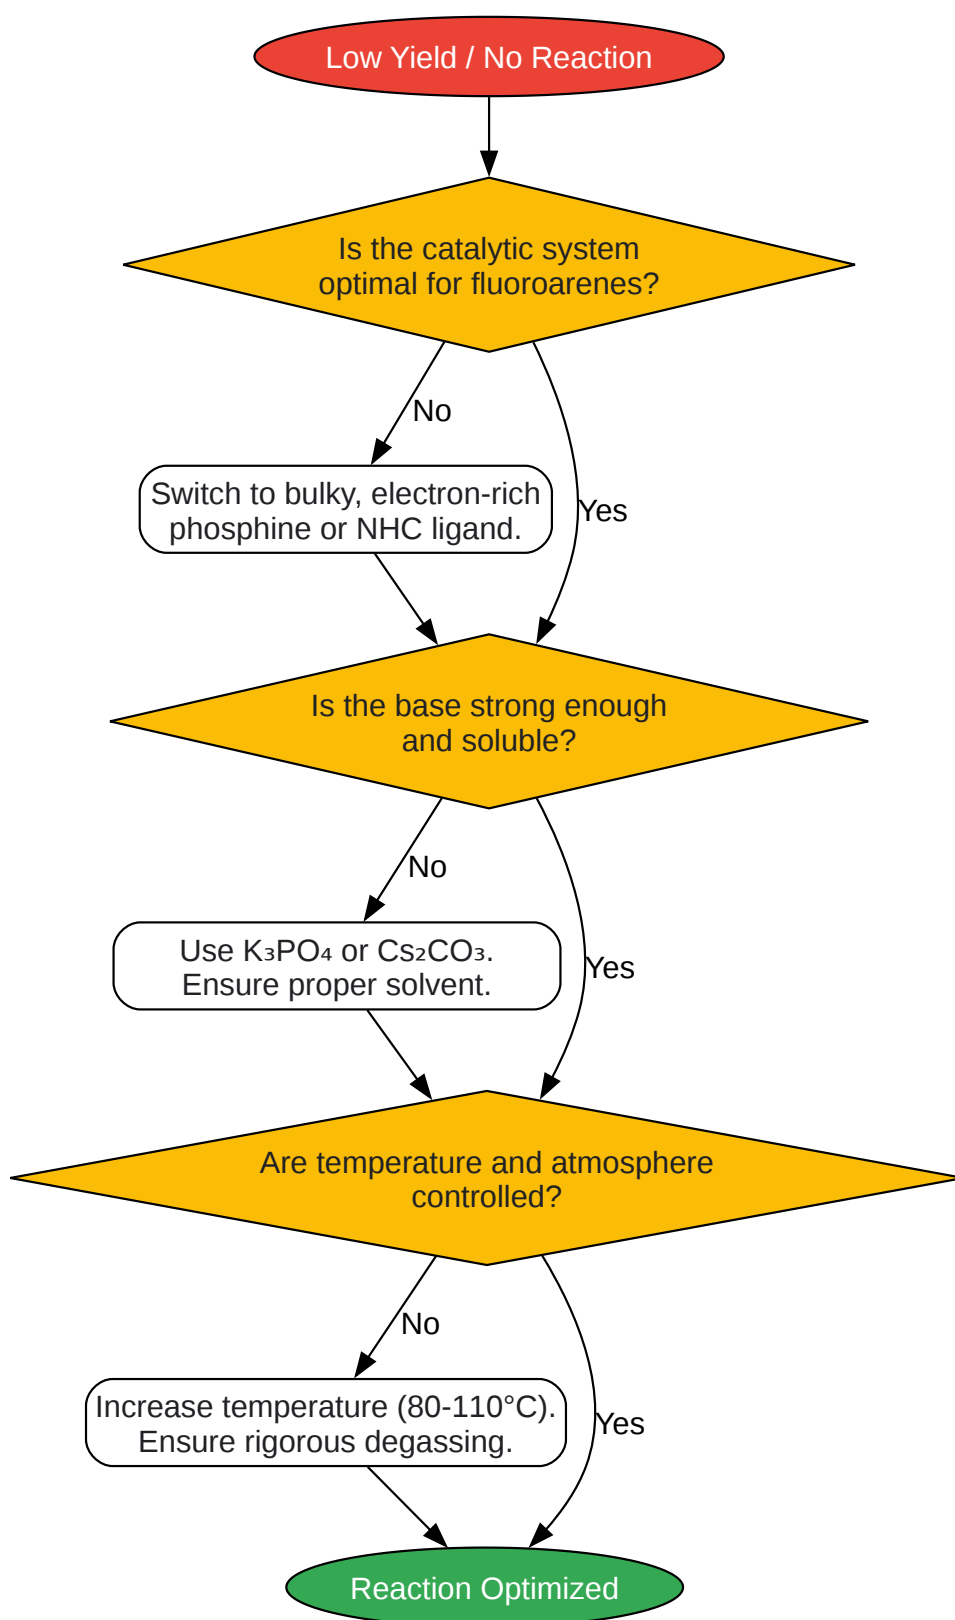 Low Yield / No Reaction
Is the catalytic system
optimal for fluoroarenes?
No
Yes
Switch to bulky, electron-rich
phosphine or NHC ligand.
Is the base strong enough
and soluble?
No
Yes
Use K₃PO₄ or Cs₂CO₃.
Ensure proper solvent.
Are temperature and atmosphere
controlled?
No
Yes
Increase temperature (80-110°C).
Ensure rigorous degassing.
Reaction Optimized